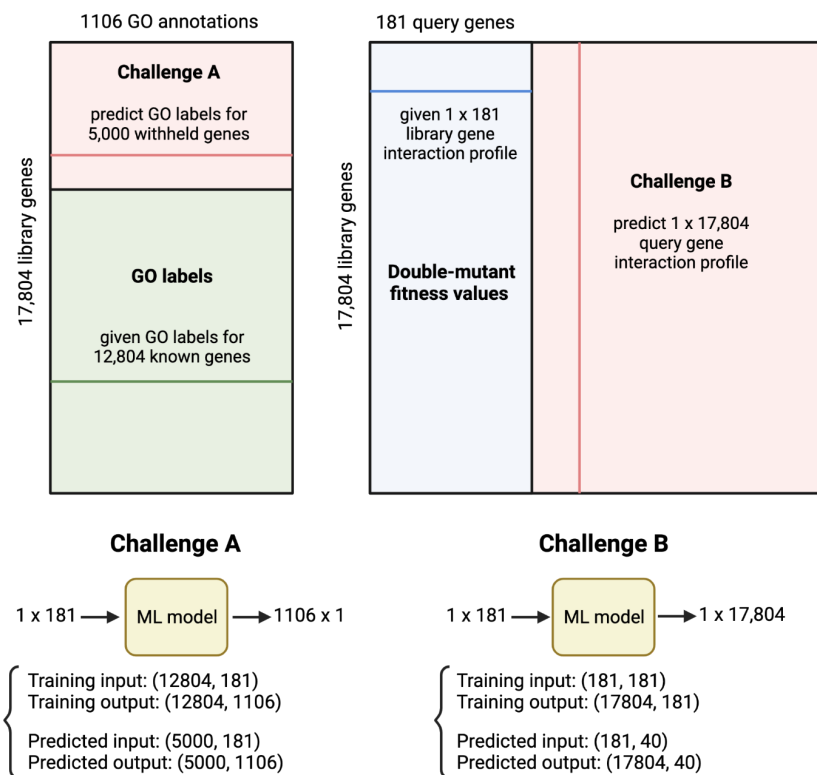 1106 GO annotations
181 query genes
17,804 library genes
Challenge A
predict GO labels for
5,000 withheld genes
GO labels
given GO labels for
12,804 known genes
17,804 library genes
given 1 x 181
library gene
interaction profile
Double-mutant
fitness values
Challenge B
predict 1 x 17,804
query gene
interaction profile
Challenge A
1 x 181
ML model
1106 x 1
Training input: (12804, 181)
Training output: (12804, 1106)
Predicted input: (5000, 181)
Predicted output: (5000, 1106)
Challenge B
1 x 181
ML model
1 x 17,804
Training input: (181, 181)
Training output: (17804, 181)
Predicted input: (181, 40)
Predicted output: (17804, 40)